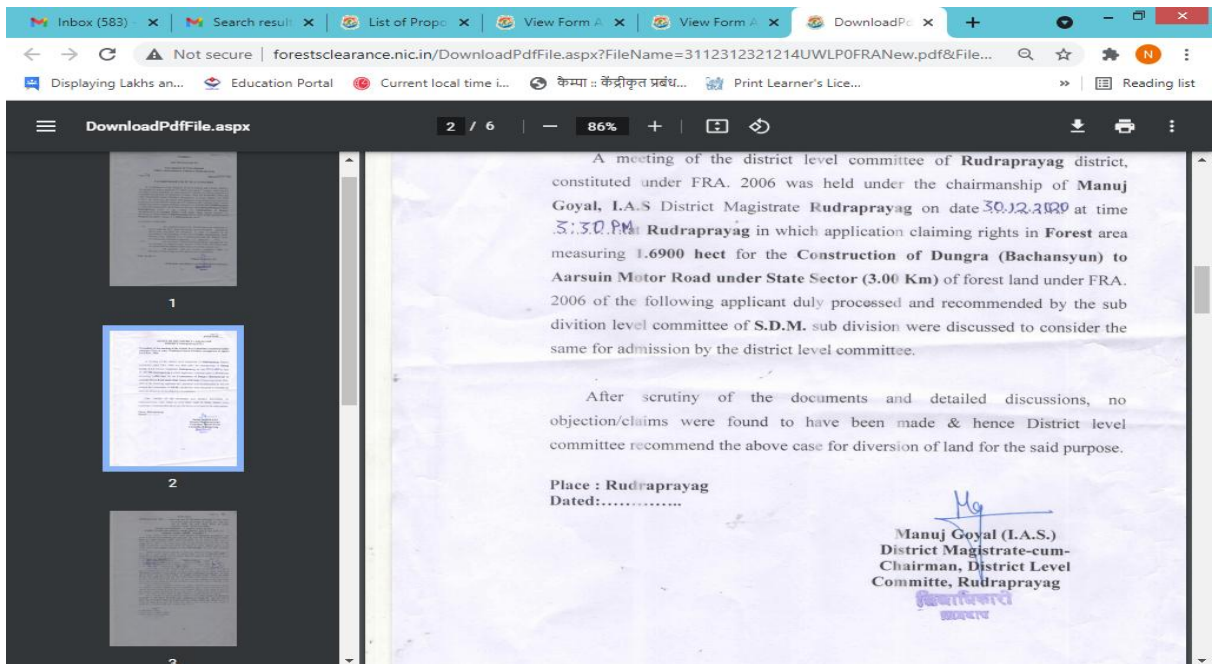 Inbox (583)
Search result
List of Propo
View Form A
View Form A
DownloadPd
Not secure | forestsclearance.nic.in/DownloadPdfFile.aspx?FileName=3112312321214UWLP0FRANew.pdf&File...
N
Displaying Lakhs an...
Education Portal
Current local time i...
कैम्पा :: केंद्रीकृत प्रबंध...
Print Learner's Lice...
»
Reading list
DownloadPdfFile.aspx
2 / 6
86%
1
2
3
A meeting of the district level committee of Rudraprayag district,
constituted under FRA. 2006 was held under the chairmanship of Manuj
Goyal, I.A.S District Magistrate Rudraprayag on date 30.12.2020 at time
3:30 PM at Rudraprayag in which application claiming rights in Forest area
measuring 1.6900 hect for the Construction of Dungra (Bachansyun) to
Aarsuin Motor Road under State Sector (3.00 Km) of forest land under FRA.
2006 of the following applicant duly processed and recommended by the sub
divition level committee of S.D.M. sub division were discussed to consider the
same for admission by the district level committee.
After scrutiny of the documents and detailed discussions, no
objection/claims were found to have been made & hence District level
committee recommend the above case for diversion of land for the said purpose.
Place : Rudraprayag
Dated:..............
Manuj Goyal (I.A.S.)
District Magistrate-cum-
Chairman, District Level
Committe, Rudraprayag
जिलाधिकारी